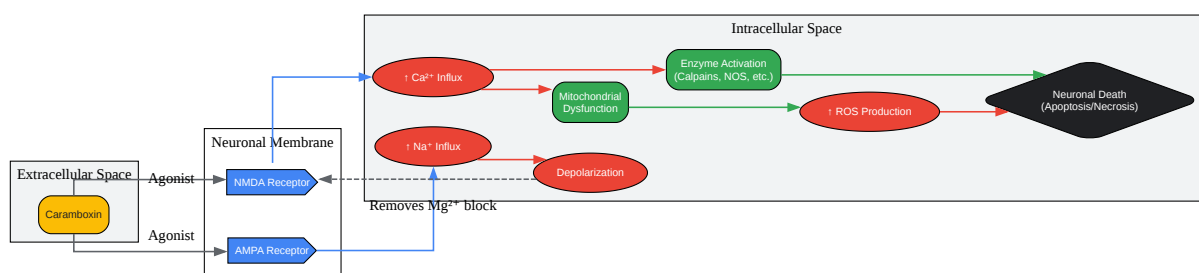 Intracellular Space
Enzyme Activation
(Calpains, NOS, etc.)
↑ Ca²⁺ Influx
Mitochondrial
Dysfunction
↑ ROS Production
Neuronal Death
(Apoptosis/Necrosis)
Neuronal Membrane
↑ Na⁺ Influx
Depolarization
Extracellular Space
Agonist
NMDA Receptor
Removes Mg²⁺ block
Caramboxin
Agonist
AMPA Receptor